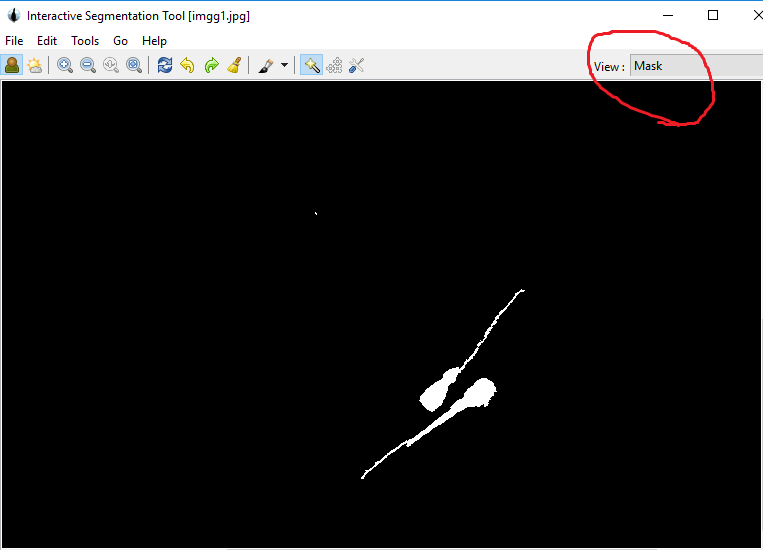 Interactive Segmentation Tool [imgg1.jpg]
File Edit Tools Go Help
View : Mask